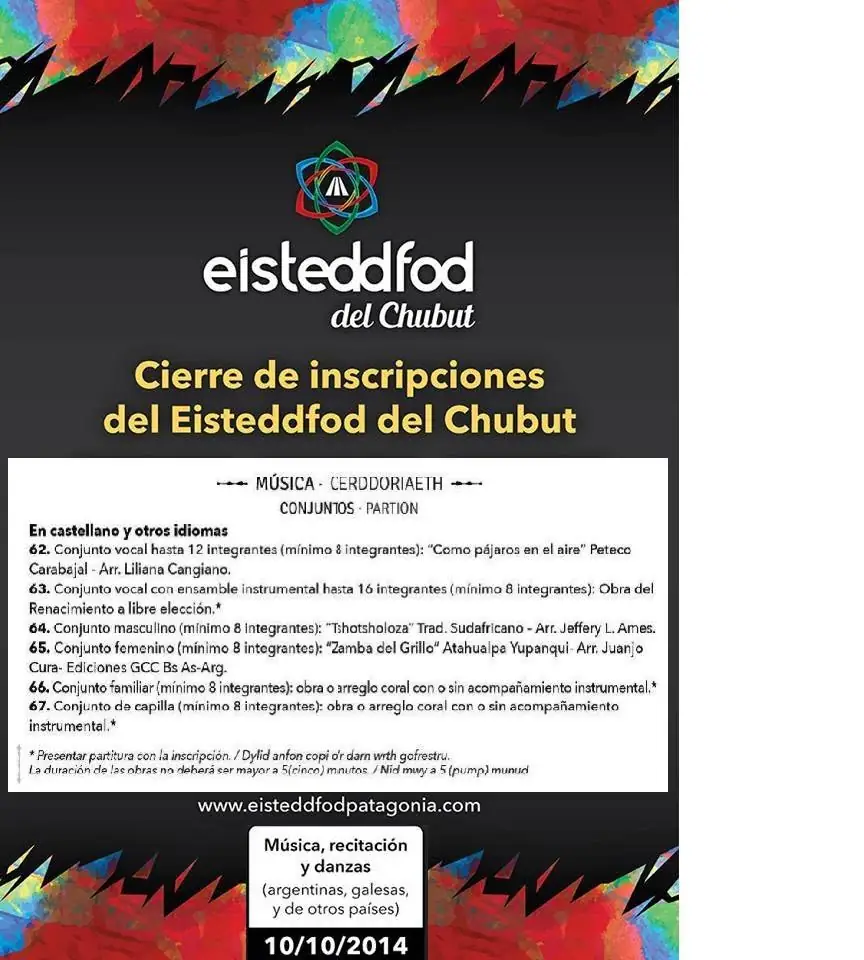 eisteddfod
del Chubut
Cierre de inscripciones
del Eisteddfod del Chubut
MÚSICA - CERDDORIAETH
CONJUNTOS - PARTION
En castellano y otros idiomas
62. Conjunto vocal hasta 12 integrantes (mínimo 8 integrantes): "Como pájaros en el aire" Peteco
Carabajal - Arr. Liliana Cangiano.
63. Conjunto vocal con ensamble instrumental hasta 16 integrantes (mínimo 8 integrantes): Obra del
Renacimiento a libre elección.*
64. Conjunto masculino (mínimo 8 integrantes): "Tshotsholoza" Trad. Sudafricano - Arr. Jeffery L. Ames.
65. Conjunto femenino (mínimo 8 integrantes): "Zamba del Grillo" Atahualpa Yupanqui- Arr. Juanjo
Cura- Ediciones GCC Bs As-Arg.
66. Conjunto familiar (mínimo 8 integrantes): obra o arreglo coral con o sin acompañamiento instrumental.*
67. Conjunto de capilla (mínimo 8 integrantes): obra o arreglo coral con o sin acompañamiento
instrumental.*
* Presentar partitura con la inscripción. / Dylid anfon copi o'r darn wrth gofrestru.
La duración de las obras no deberá ser mayor a 5(cinco) minutos. / Nid mwy a 5 (pump) munud
www.eisteddfodpatagonia.com
Música, recitación
y danzas
(argentinas, galesas,
y de otros países)
10/10/2014